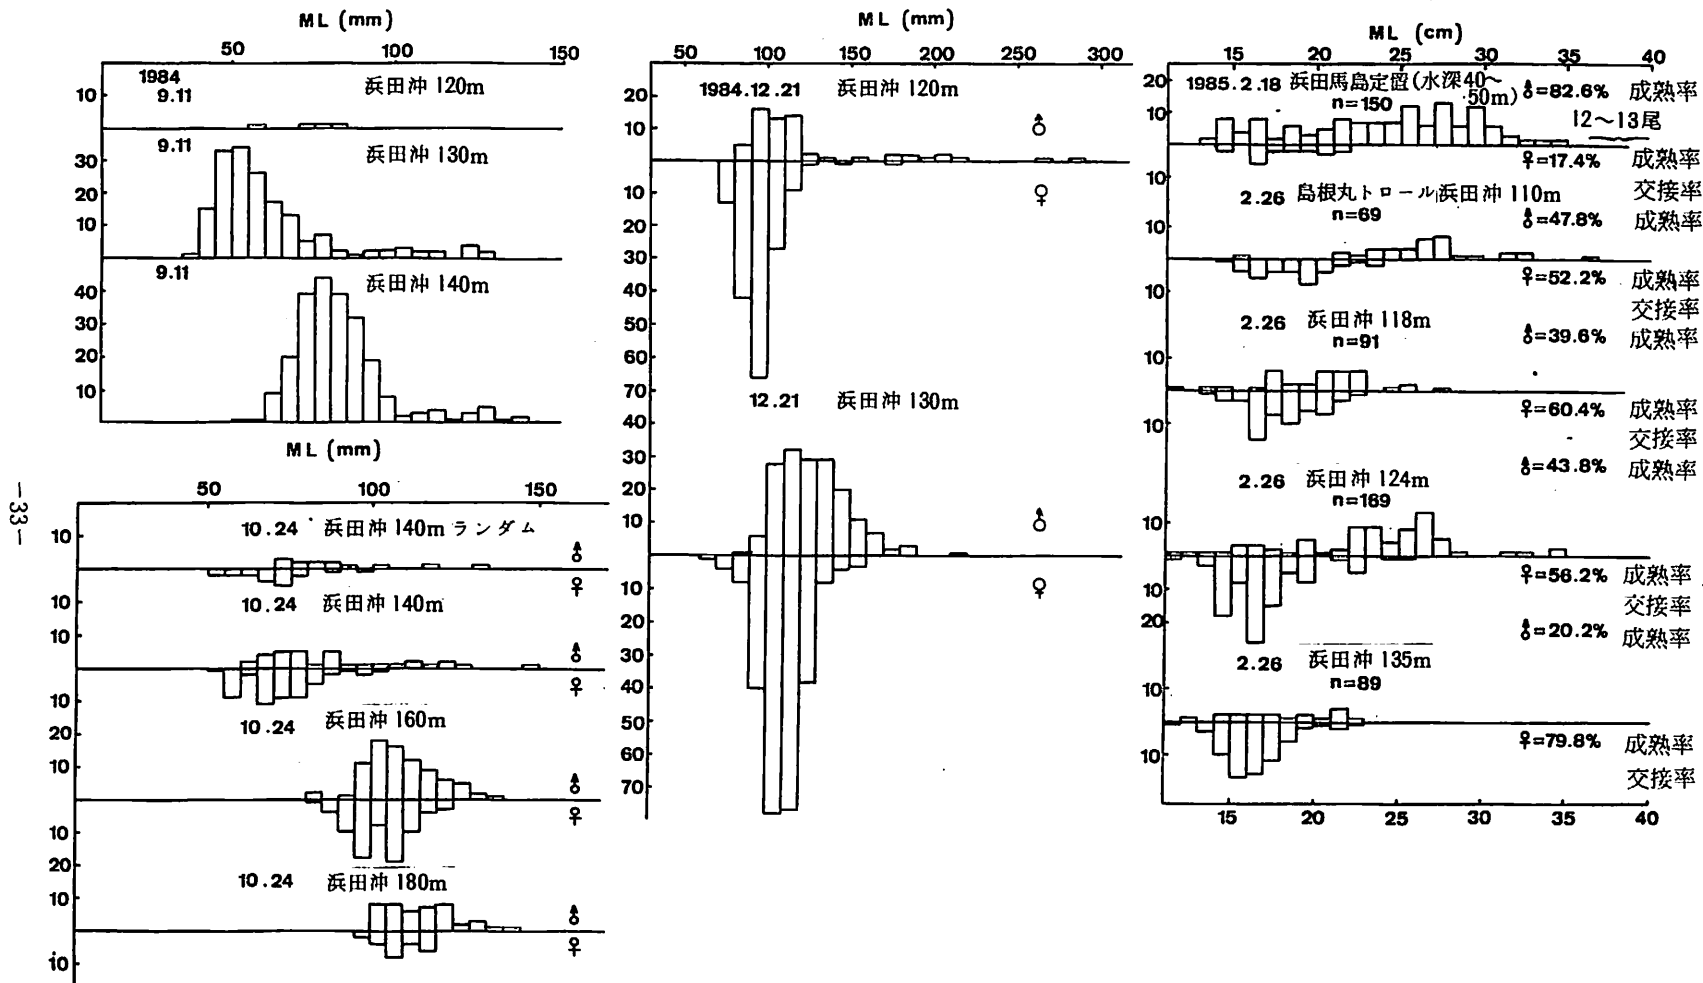 ML (mm)
50 100 150
1984
9.11 浜田沖 120m
10
9.11 浜田沖 130m
30
20
10
9.11 浜田沖 140m
40
30
20
10
ML (mm)
50 100 150
10.24 浜田沖 140m ランダム
10
♂
♀
10
10.24 浜田沖 140m
10
♂
♀
10
10.24 浜田沖 160m
20
10
♂
♀
10
20
10.24 浜田沖 180m
10
♂
♀
10
-33-
ML (mm)
50 100 150 200 250 300
1984.12.21 浜田沖 120m
20
10
♂
♀
10
20
30
40
50
60
70
12.21 浜田沖 130m
40
30
20
10
♂
♀
10
20
30
40
50
60
70
ML (cm)
15 20 25 30 35 40
20
1985.2.18 浜田馬島定置(水深40~50m) ♂=82.6% 成熟率
n=150
10
12~13尾
♀=17.4% 成熟率
10
交接率
2.26 島根丸トロール浜田沖 110m
n=69
♂=47.8% 成熟率
10
♀=52.2% 成熟率
10
交接率
2.26 浜田沖 118m
n=91
♂=39.6% 成熟率
10
♀=60.4% 成熟率
10
交接率
♂=43.8% 成熟率
2.26 浜田沖 124m
n=169
10
♀=56.2% 成熟率
10
交接率
20
♂=20.2% 成熟率
2.26 浜田沖 135m
n=89
10
♀=79.8% 成熟率
10
交接率
15 20 25 30 35 40